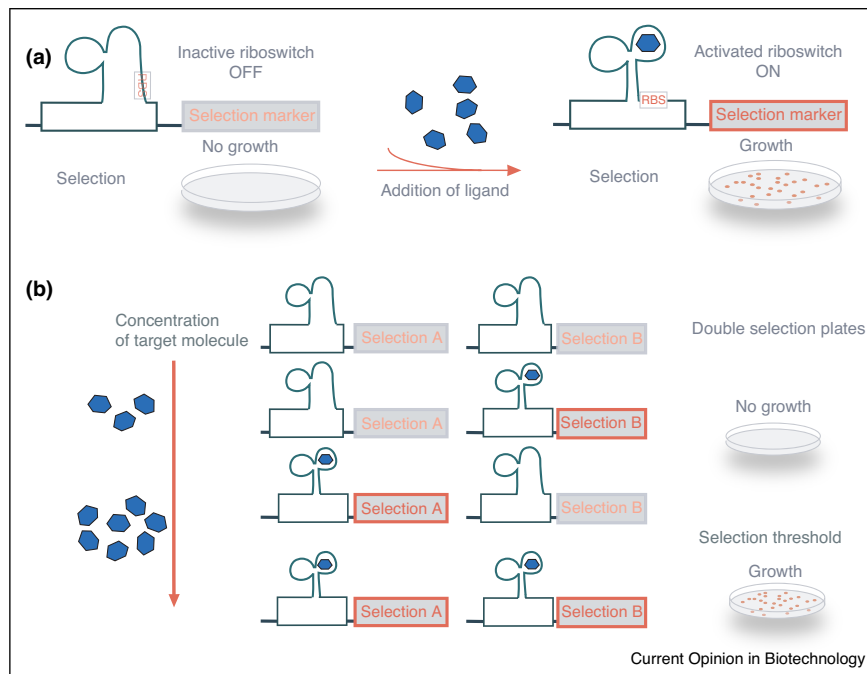 (a)
Inactive riboswitch
OFF
RBS
Selection marker
No growth
Selection
Addition of ligand
Activated riboswitch
ON
RBS
Selection marker
Growth
Selection
(b)
Concentration
of target molecule
Selection A
Selection B
Double selection plates
Selection A
Selection B
No growth
Selection A
Selection B
Selection threshold
Growth
Selection A
Selection B
Current Opinion in Biotechnology